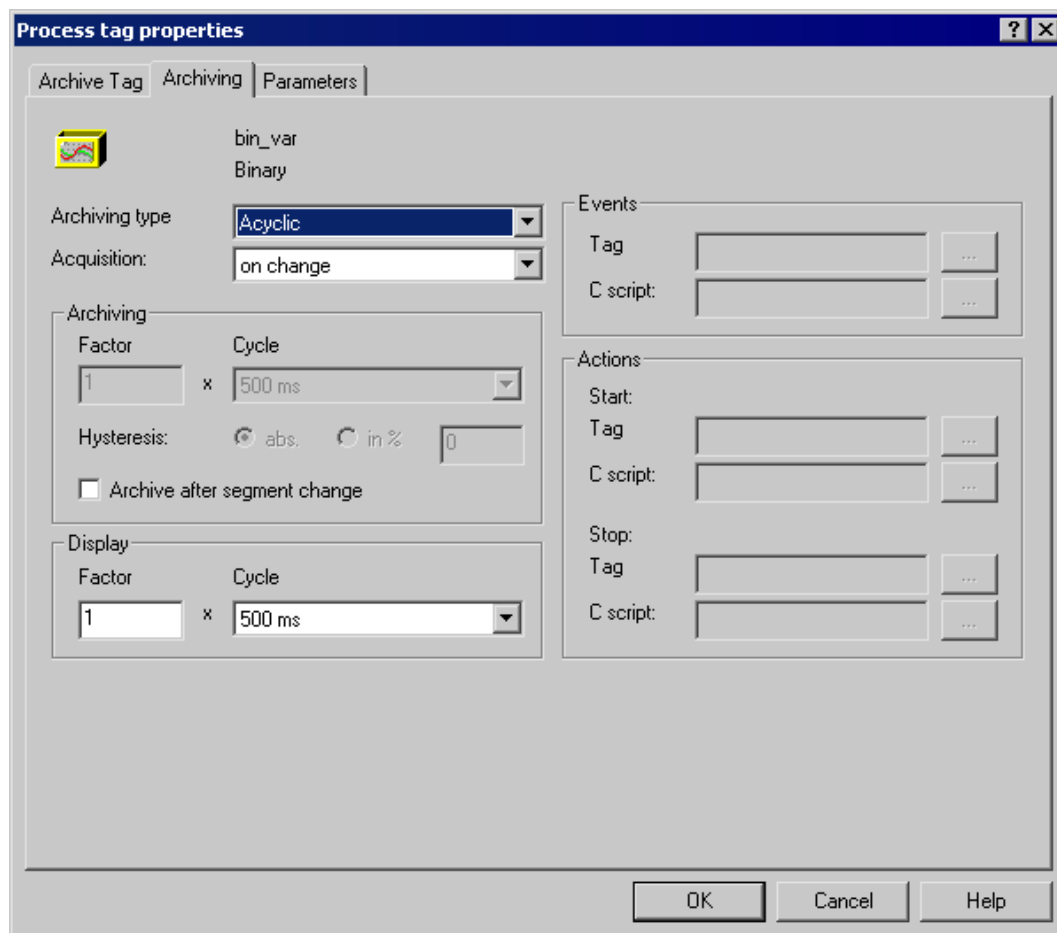 Process tag properties
Archive Tag Archiving Parameters
bin_var
Binary
Archiving type Acyclic
Acquisition: on change
Archiving
Factor Cycle
1 x 500 ms
Hysteresis: abs. in % 0
Archive after segment change
Display
Factor Cycle
1 x 500 ms
Events
Tag ...
C script: ...
Actions
Start:
Tag ...
C script: ...
Stop:
Tag ...
C script: ...
OK Cancel Help